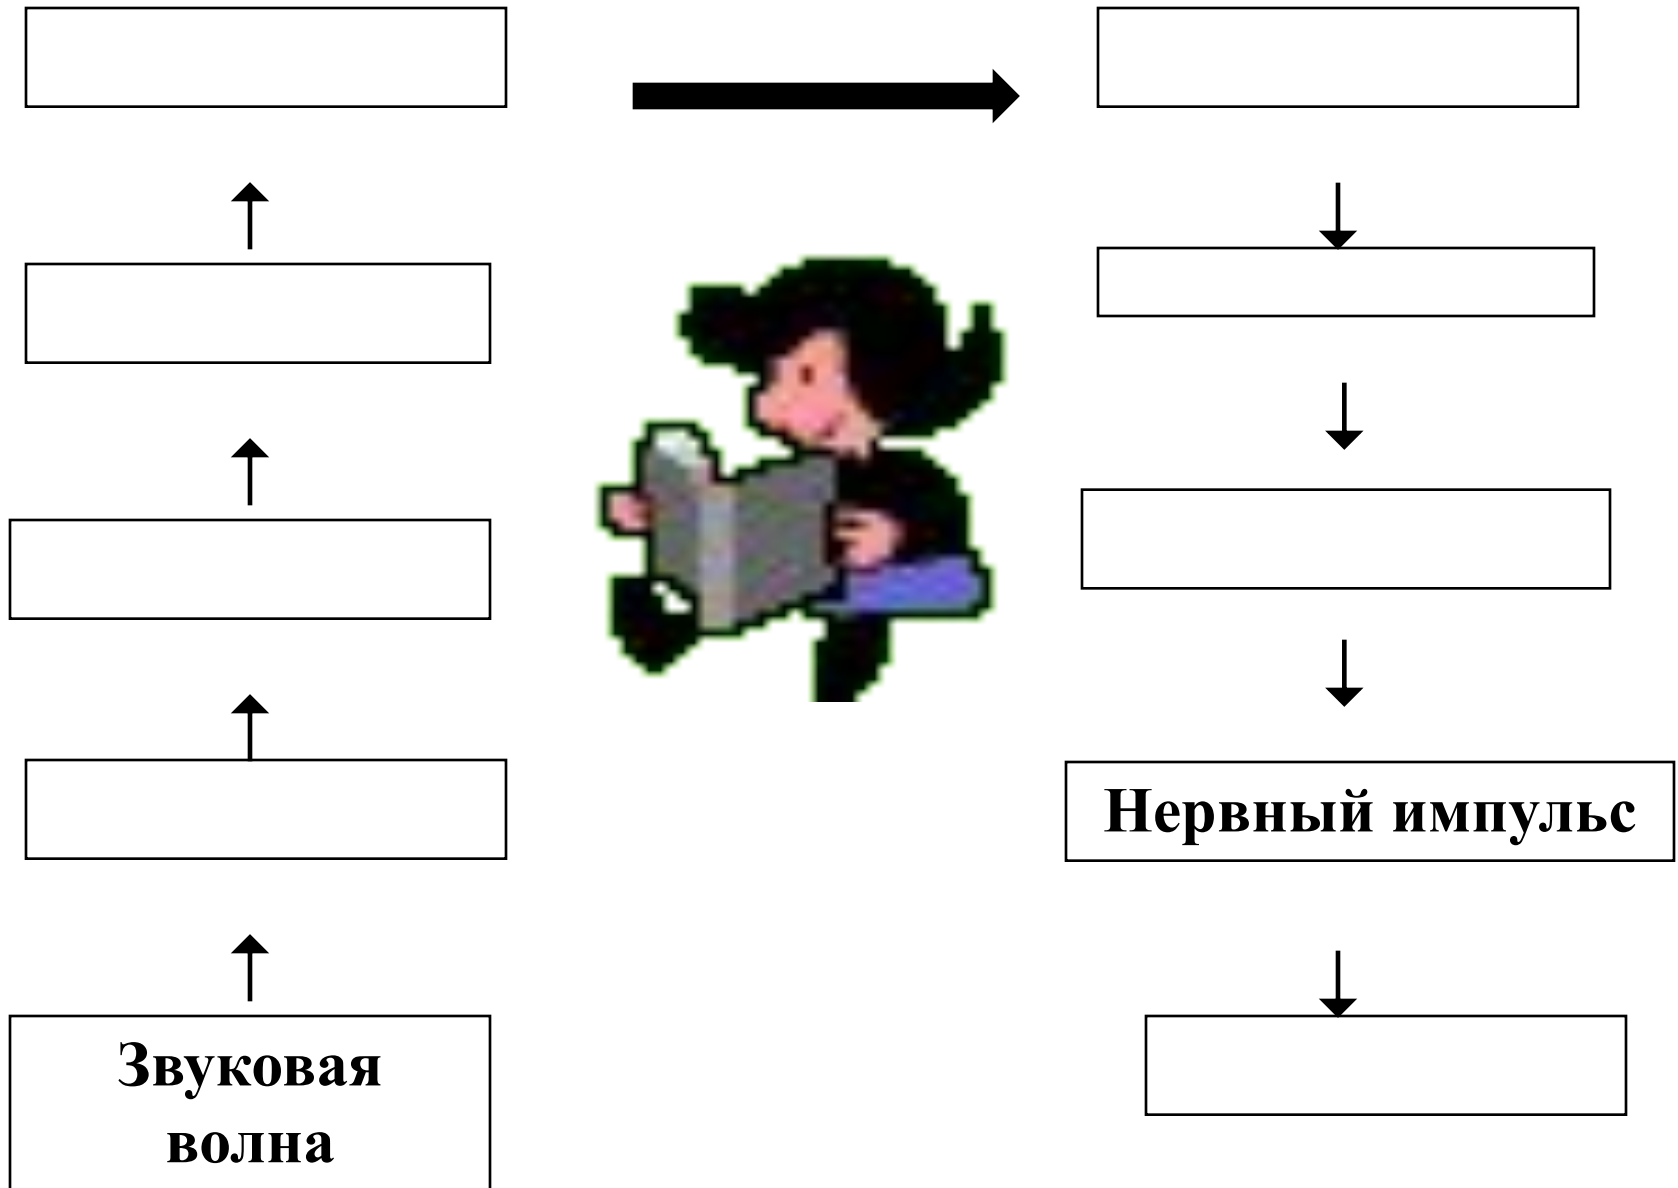 Нервный импульс
Звуковая
волна